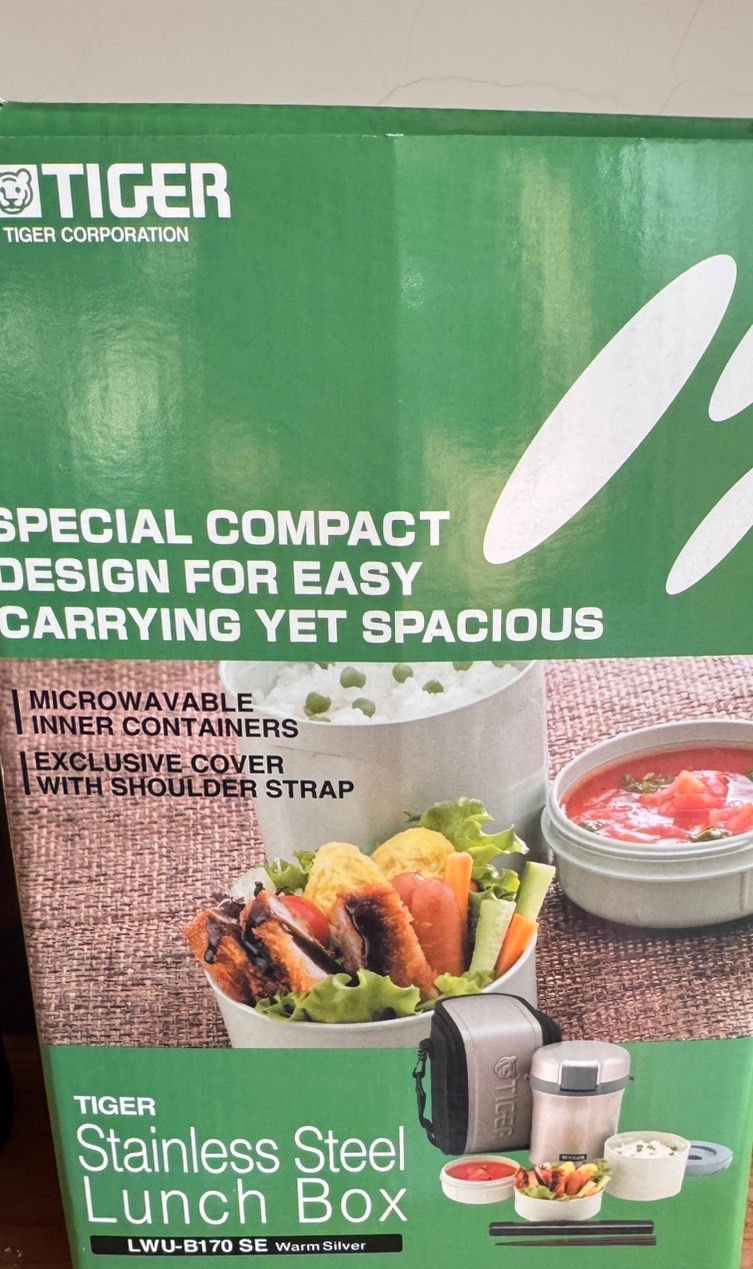 TIGER
TIGER CORPORATION
SPECIAL COMPACT
DESIGN FOR EASY
CARRYING YET SPACIOUS
MICROWAVABLE
INNER CONTAINERS
EXCLUSIVE COVER
WITH SHOULDER STRAP
TIGER
TIGER
TIGER
Stainless Steel
Lunch Box
LWU-B170 SE Warm Silver